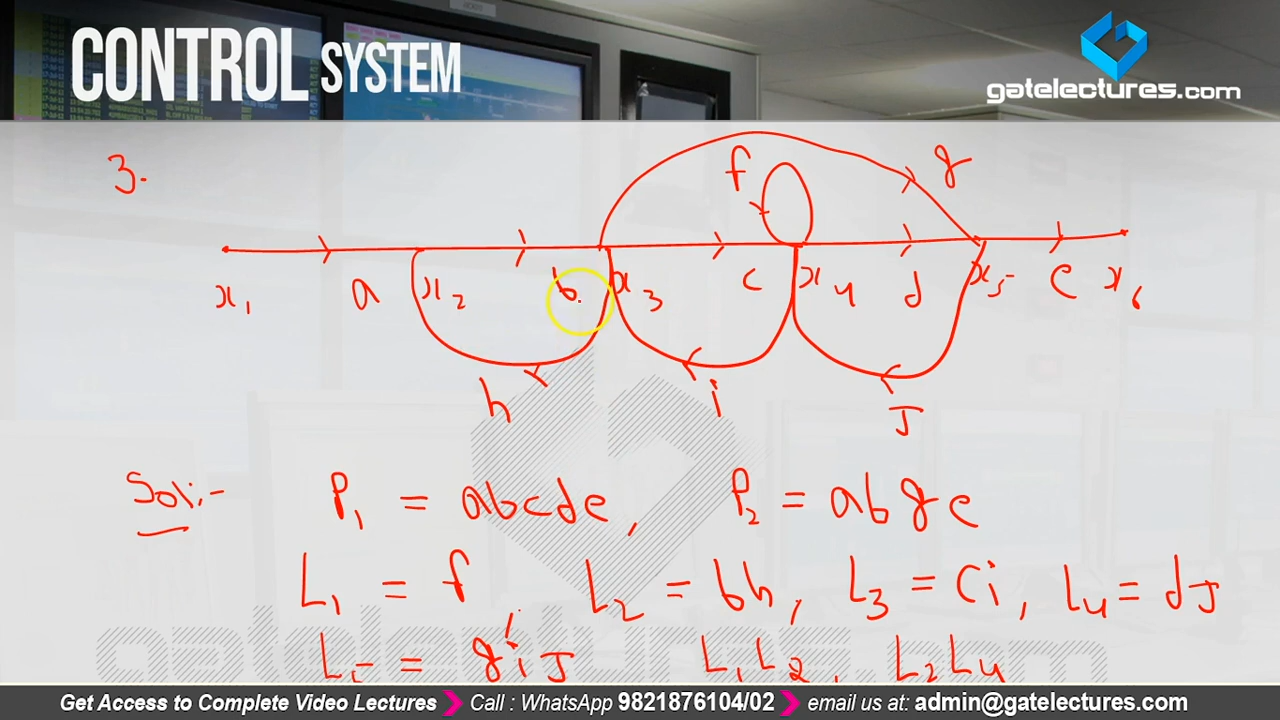 CONTROL SYSTEM
gatelectures.com
3.
f g
x1 a x2 b x3 c x4 d x5 e x6
h i J
Sol:- P1 = abcde, P2 = abge
L1 = f L2 = bh, L3 = ci, L4 = dJ
L5 = giJ L1L2, L2L4
gatelectures.com
Get Access to Complete Video Lectures Call : WhatsApp 9821876104/02 email us at: admin@gatelectures.com